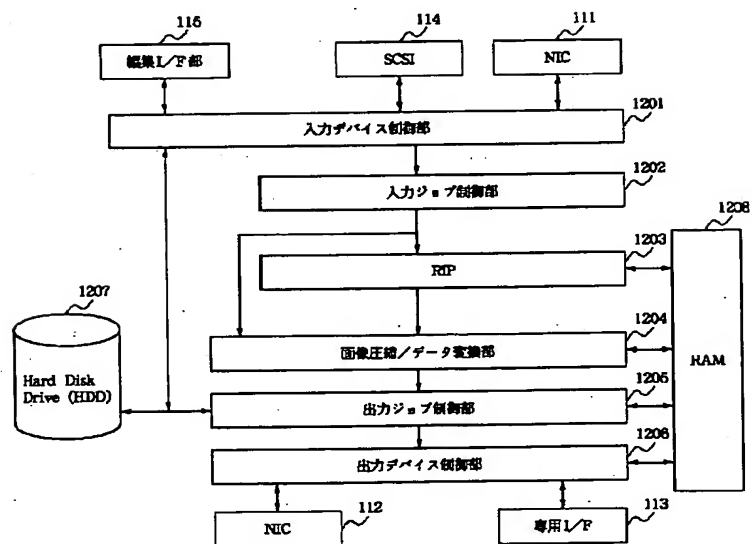 115
114
111
編集I/F部
SCSI
NIC
1201
入力デバイス制御部
1202
入力ジョブ制御部
1208
1203
RIP
1207
1204
画像圧縮/データ変換部
RAM
Hard Disk
Drive (HDD)
1205
出力ジョブ制御部
1206
出力デバイス制御部
NIC
112
専用I/F
113